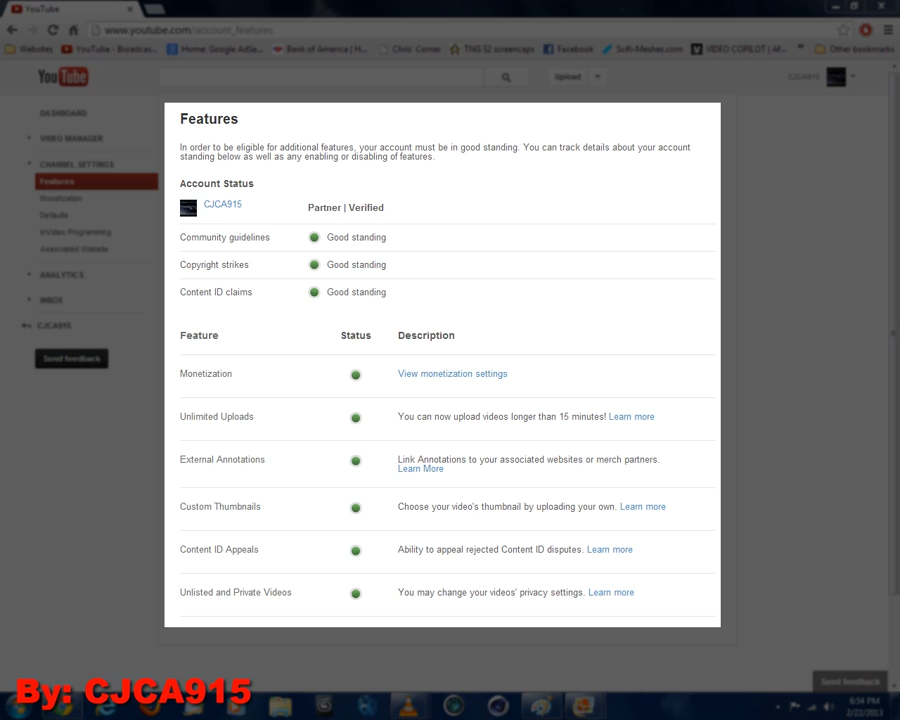 YouTube
www.youtube.com/account_features
Websites
YouTube - Broadcas...
Home: Google AdSe...
Bank of America | H...
Chris' Corner
TNG S2 screencaps
Facebook
Scifi-Meshes.com
VIDEO COPILOT | Af...
Other bookmarks
YouTube
Upload
CJCA915
DASHBOARD
VIDEO MANAGER
CHANNEL SETTINGS
Features
Monetization
Defaults
InVideo Programming
Associated Website
ANALYTICS
INBOX
CJCA915
Send feedback
Features
In order to be eligible for additional features, your account must be in good standing. You can track details about your account
standing below as well as any enabling or disabling of features.
Account Status
CJCA915 Partner | Verified
Community guidelines Good standing
Copyright strikes Good standing
Content ID claims Good standing
Feature Status Description
Monetization View monetization settings
Unlimited Uploads You can now upload videos longer than 15 minutes! Learn more
External Annotations Link Annotations to your associated websites or merch partners.
Learn More
Custom Thumbnails Choose your video's thumbnail by uploading your own. Learn more
Content ID Appeals Ability to appeal rejected Content ID disputes. Learn more
Unlisted and Private Videos You may change your videos' privacy settings. Learn more
Send feedback
By: CJCA915
6:54 PM
2/22/2013